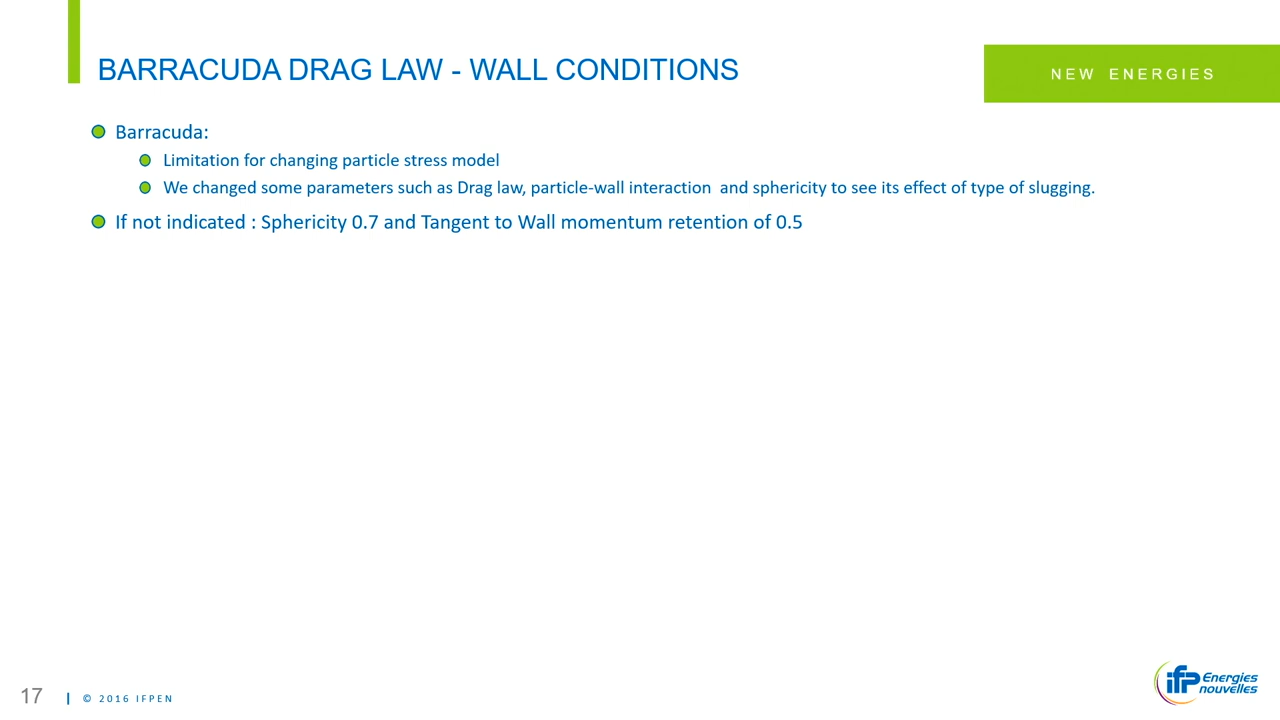 BARRACUDA DRAG LAW - WALL CONDITIONS
NEW ENERGIES
Barracuda:
Limitation for changing particle stress model
We changed some parameters such as Drag law, particle-wall interaction  and sphericity to see its effect of type of slugging.
If not indicated : Sphericity 0.7 and Tangent to Wall momentum retention of 0.5
17 | © 2016 IFPEN
ifp Energies
nouvelles